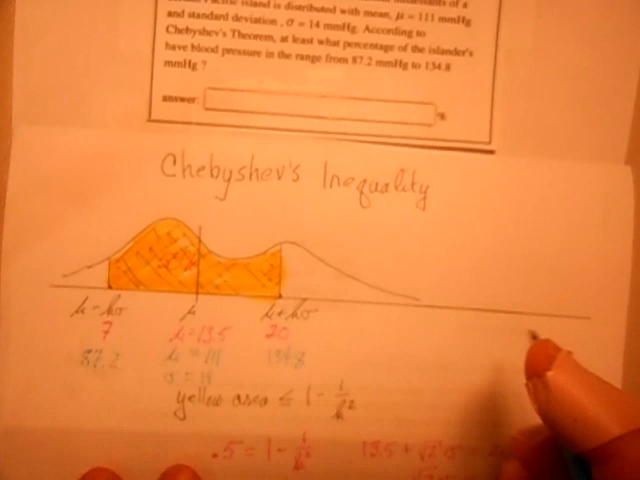 island is distributed with mean, μ = 111 mmHg
and standard deviation, σ = 14 mmHg. According to
Chebyshev's Theorem, at least what percentage of the islander's
have blood pressure in the range from 87.2 mmHg to 134.8
mmHg ?
answer: %
Chebyshev's Inequality
μ-kσ μ μ+kσ
7 μ=13.5 20
87.2 μ = 111 134.8
σ = 14
yellow area ≤ 1 - 1/k²
.5 = 1 - 1/k² 13.5 + √2 σ